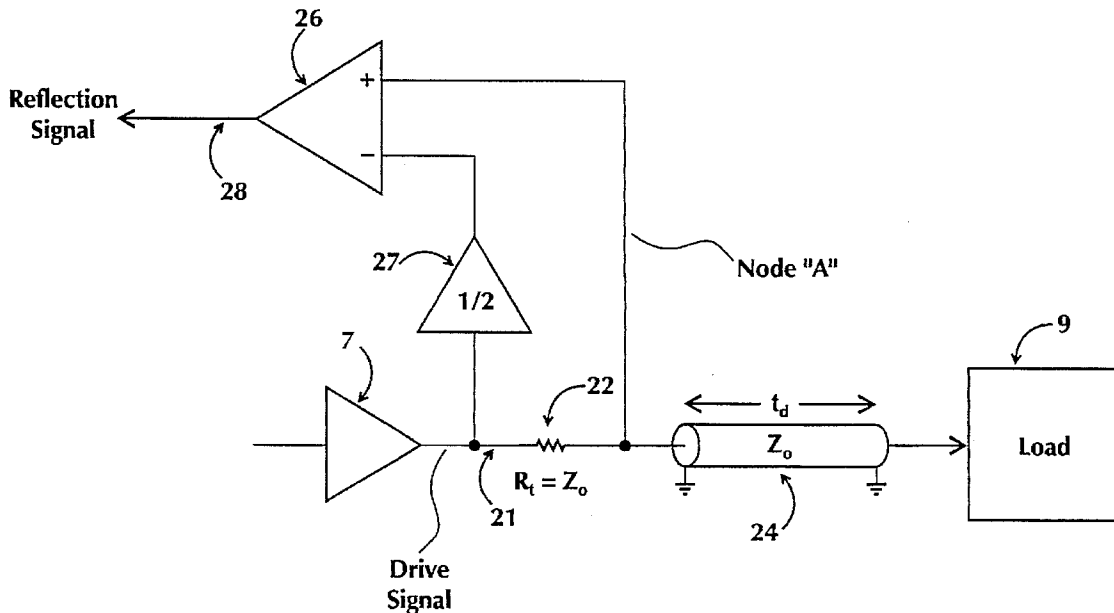 26
+
Reflection
Signal
−
28
27
Node "A"
1/2
7
9
22
t_d
Z_o
Load
R_t = Z_o
21
24
Drive
Signal